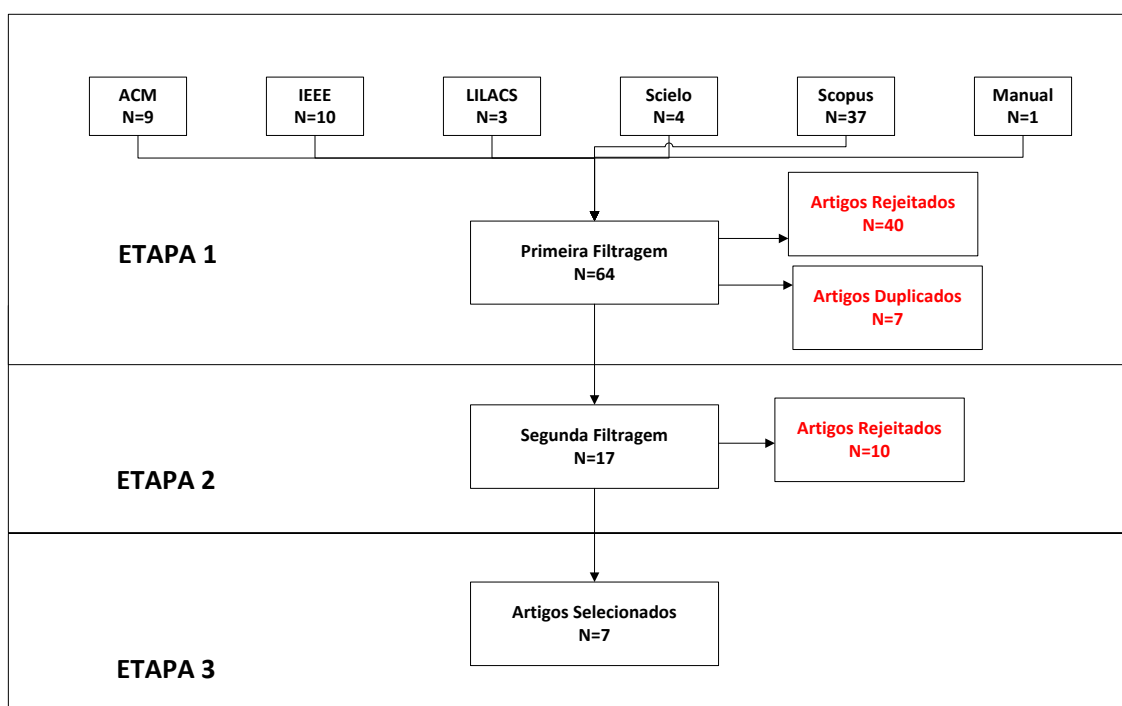 ACM
N=9
IEEE
N=10
LILACS
N=3
Scielo
N=4
Scopus
N=37
Manual
N=1
Artigos Rejeitados
N=40
ETAPA 1
Primeira Filtragem
N=64
Artigos Duplicados
N=7
Segunda Filtragem
N=17
Artigos Rejeitados
N=10
ETAPA 2
Artigos Selecionados
N=7
ETAPA 3